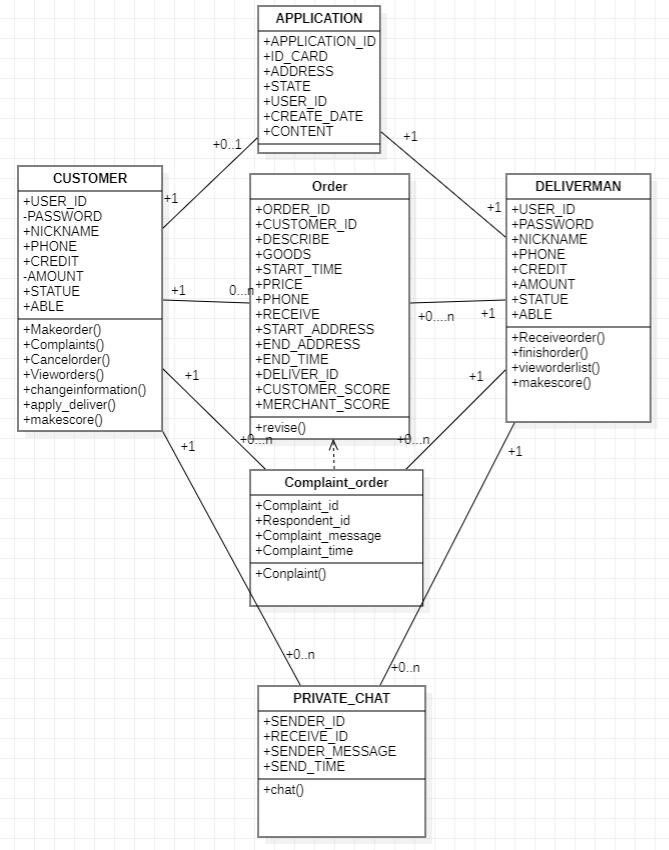 APPLICATION
+APPLICATION_ID
+ID_CARD
+ADDRESS
+STATE
+USER_ID
+CREATE_DATE
+CONTENT
+0..1
+1
CUSTOMER
+USER_ID
-PASSWORD
+NICKNAME
+PHONE
+CREDIT
-AMOUNT
+STATUE
+ABLE
+Makeorder()
+Complaints()
+Cancelorder()
+Vieworders()
+changeinformation()
+apply_deliver()
+makescore()
+1
+1
0...n
+1
+1
Order
+ORDER_ID
+CUSTOMER_ID
+DESCRIBE
+GOODS
+START_TIME
+PRICE
+PHONE
+RECEIVE
+START_ADDRESS
+END_ADDRESS
+END_TIME
+DELIVER_ID
+CUSTOMER_SCORE
+MERCHANT_SCORE
+revise()
+0...n
+0...n
DELIVERMAN
+USER_ID
+PASSWORD
+NICKNAME
+PHONE
+CREDIT
+AMOUNT
+STATUE
+ABLE
+Receiveorder()
+finishorder()
+vieworderlist()
+makescore()
+1
+0....n
+1
+1
+1
Complaint_order
+Complaint_id
+Respondent_id
+Complaint_message
+Complaint_time
+Conplaint()
+0..n
+0..n
PRIVATE_CHAT
+SENDER_ID
+RECEIVE_ID
+SENDER_MESSAGE
+SEND_TIME
+chat()